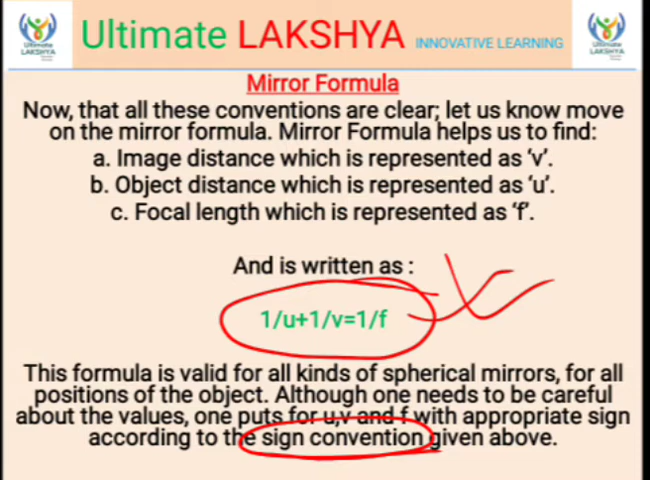 Ultimate LAKSHYA INNOVATIVE LEARNING
Ultimate
LAKSHYA
Ultimate
LAKSHYA
Mirror Formula
Now, that all these conventions are clear; let us know move
on the mirror formula. Mirror Formula helps us to find:
a. Image distance which is represented as ‘v’.
b. Object distance which is represented as ‘u’.
c. Focal length which is represented as ‘f’.
And is written as :
1/u+1/v=1/f
This formula is valid for all kinds of spherical mirrors, for all
positions of the object. Although one needs to be careful
about the values, one puts for u,v and f with appropriate sign
according to the sign convention given above.